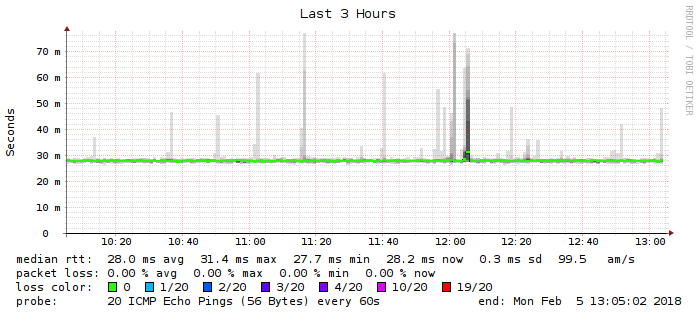 Last 3 Hours
RRDTOOL / TOBI OETIKER
Seconds
70 m
60 m
50 m
40 m
30 m
20 m
10 m
0
10:20 10:40 11:00 11:20 11:40 12:00 12:20 12:40 13:00
median rtt: 28.0 ms avg 31.4 ms max 27.7 ms min 28.2 ms now 0.3 ms sd 99.5 am/s
packet loss: 0.00 % avg 0.00 % max 0.00 % min 0.00 % now
loss color: 0 1/20 2/20 3/20 4/20 10/20 19/20
probe: 20 ICMP Echo Pings (56 Bytes) every 60s end: Mon Feb 5 13:05:02 2018